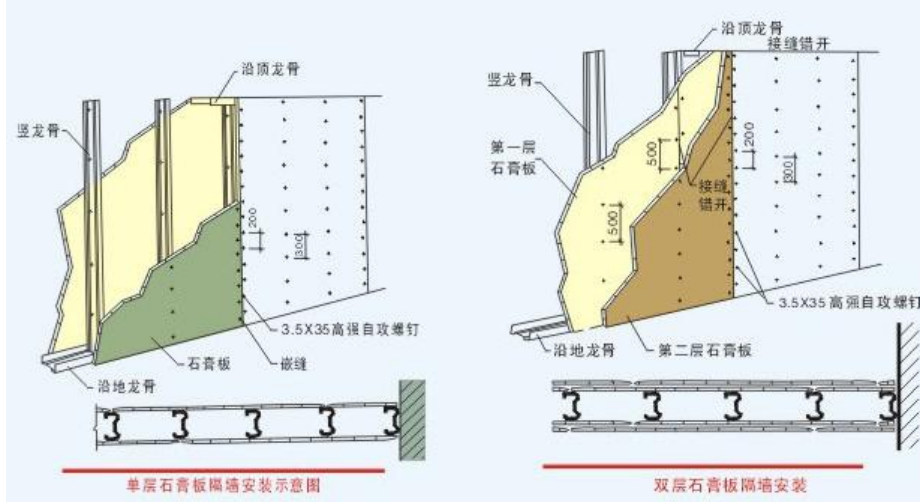 沿顶龙骨
竖龙骨
200
300
3.5X35高强自攻螺钉
石膏板
嵌缝
沿地龙骨
单层石膏板隔墙安装示意图
沿顶龙骨
接缝错开
竖龙骨
第一层
石膏板
500
200
300
接缝
错开
500
3.5X35高强自攻螺钉
沿地龙骨
第二层石膏板
双层石膏板隔墙安装